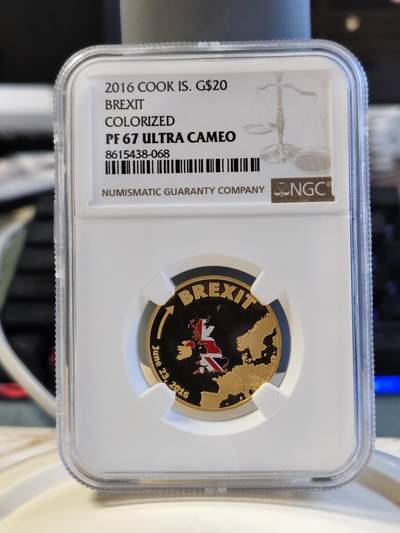 2016 COOK IS. G$20
BREXIT
COLORIZED
PF 67 ULTRA CAMEO
8615438-068
NUMISMATIC GUARANTY COMPANY
NGC
BREXIT
June 23, 2016